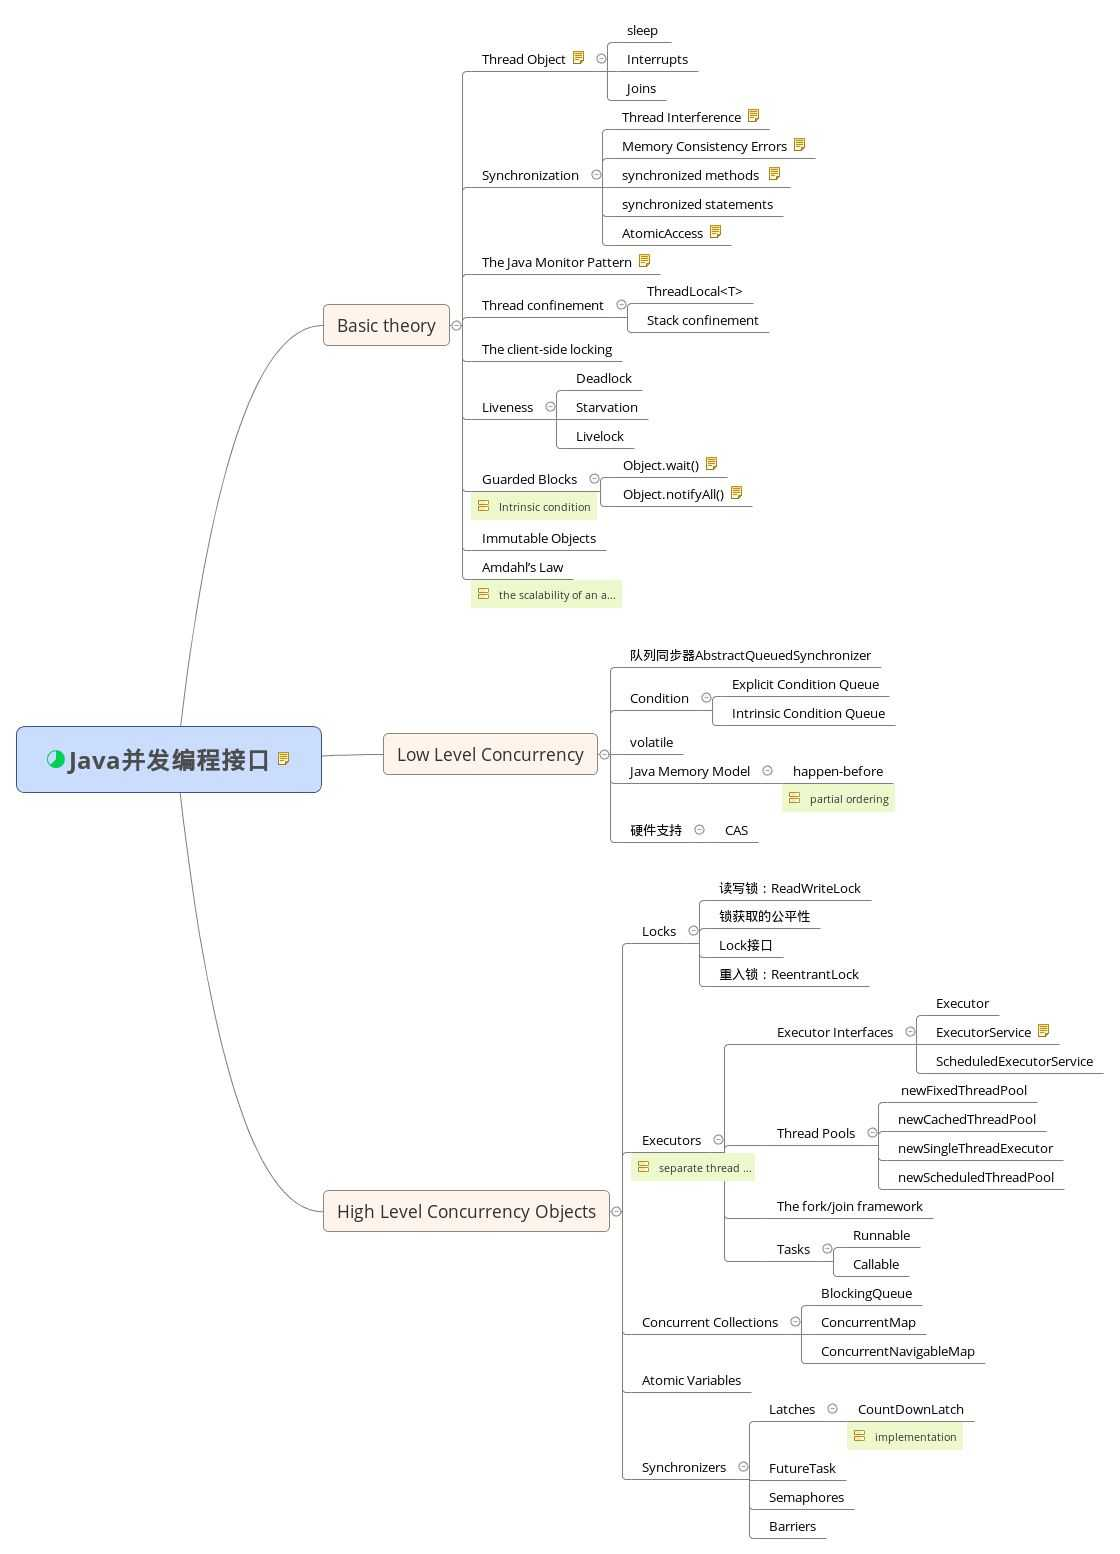 Java并发编程接口
Basic theory
Thread Object
sleep
Interrupts
Joins
Synchronization
Thread Interference
Memory Consistency Errors
synchronized methods
synchronized statements
AtomicAccess
The Java Monitor Pattern
Thread confinement
ThreadLocal<T>
Stack confinement
The client-side locking
Liveness
Deadlock
Starvation
Livelock
Guarded Blocks
Intrinsic condition
Object.wait()
Object.notifyAll()
Immutable Objects
Amdahl’s Law
the scalability of an a...
Low Level Concurrency
队列同步器AbstractQueuedSynchronizer
Condition
Explicit Condition Queue
Intrinsic Condition Queue
volatile
Java Memory Model
happen-before
partial ordering
硬件支持
CAS
High Level Concurrency Objects
Locks
读写锁：ReadWriteLock
锁获取的公平性
Lock接口
重入锁：ReentrantLock
Executors
separate thread ...
Executor Interfaces
Executor
ExecutorService
ScheduledExecutorService
Thread Pools
newFixedThreadPool
newCachedThreadPool
newSingleThreadExecutor
newScheduledThreadPool
The fork/join framework
Tasks
Runnable
Callable
Concurrent Collections
BlockingQueue
ConcurrentMap
ConcurrentNavigableMap
Atomic Variables
Synchronizers
Latches
CountDownLatch
implementation
FutureTask
Semaphores
Barriers